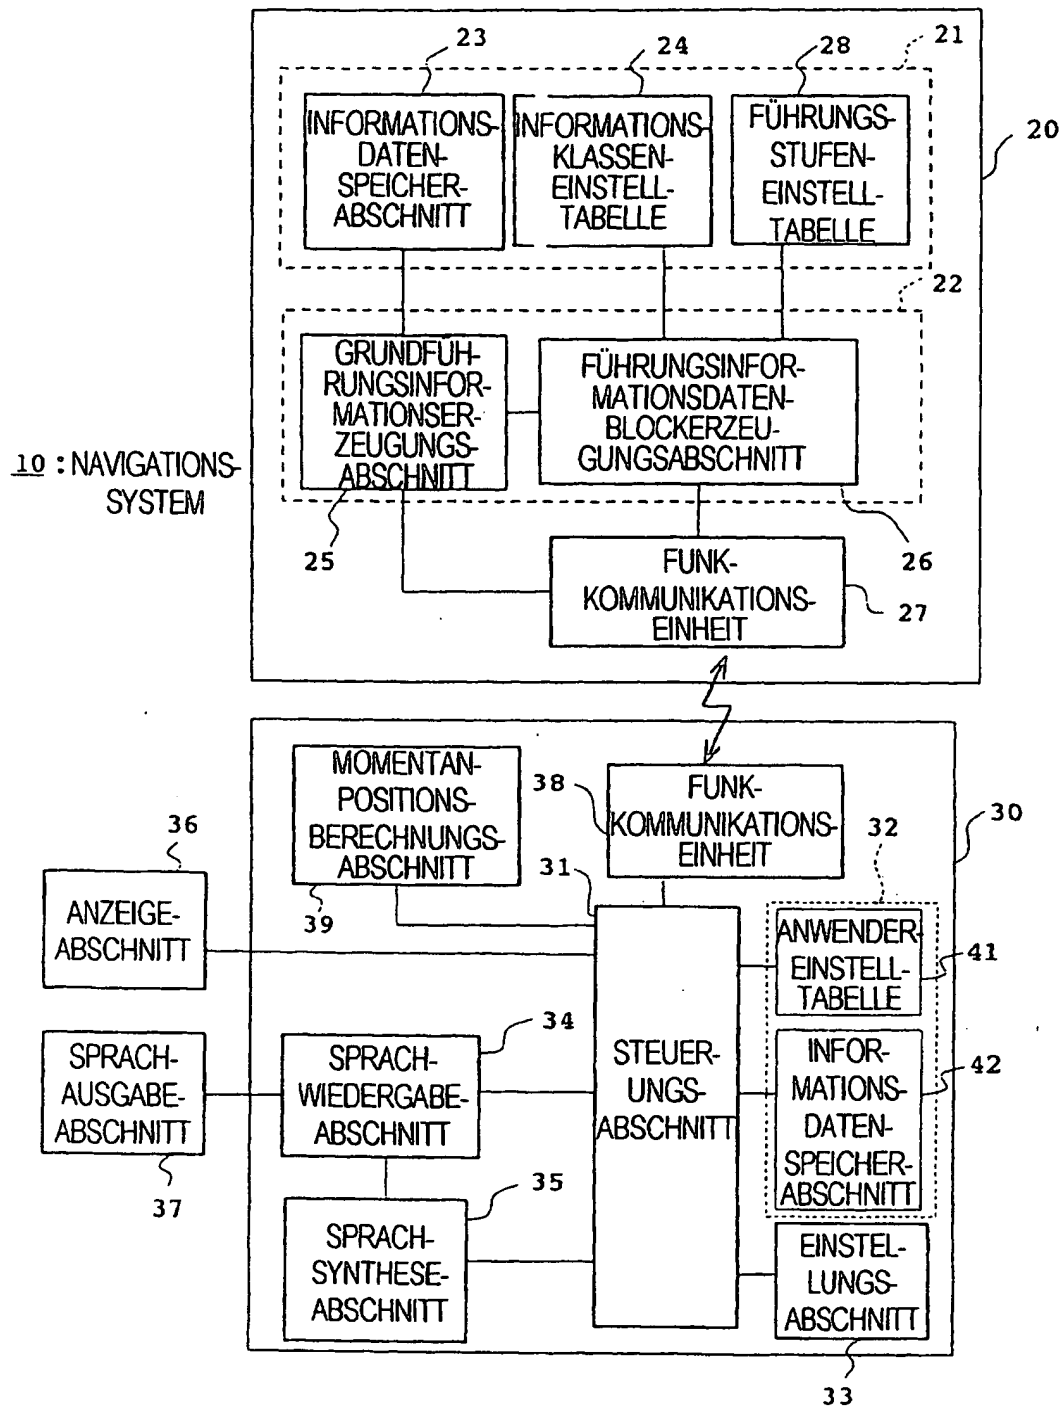 23
24
28
21
20
INFORMATIONS-
DATEN-
SPEICHER-
ABSCHNITT
INFORMATIONS-
KLASSEN-
EINSTELL-
TABELLE
FÜHRUNGS-
STUFEN-
EINSTELL-
TABELLE
22
GRUNDFÜH-
RUNGSINFOR-
MATIONSER-
ZEUGUNGS-
ABSCHNITT
FÜHRUNGSINFOR-
MATIONSDATEN-
BLOCKERZEU-
GUNGSABSCHNITT
10 : NAVIGATIONS-
SYSTEM
25
26
FUNK-
KOMMUNIKATIONS-
EINHEIT
27
MOMENTAN-
POSITIONS-
BERECHNUNGS-
ABSCHNITT
39
38
FUNK-
KOMMUNIKATIONS-
EINHEIT
30
32
31
36
ANZEIGE-
ABSCHNITT
ANWENDER-
EINSTELL-
TABELLE
41
STEUER-
UNGS-
ABSCHNITT
INFOR-
MATIONS-
DATEN-
SPEICHER-
ABSCHNITT
42
34
SPRACH-
WIEDERGABE-
ABSCHNITT
SPRACH-
AUSGABE-
ABSCHNITT
37
35
SPRACH-
SYNTHESE-
ABSCHNITT
EINSTEL-
LUNGS-
ABSCHNITT
33